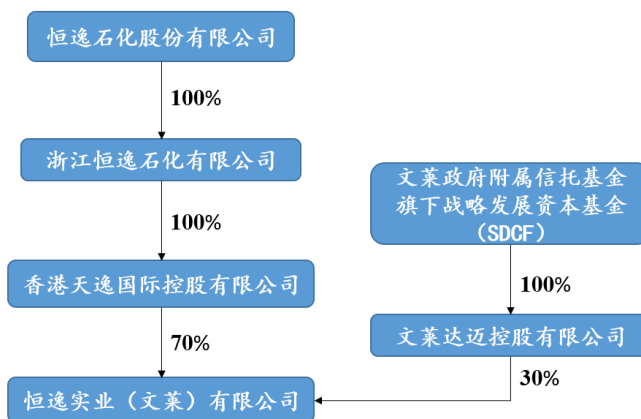 恒逸石化股份有限公司
100%
浙江恒逸石化有限公司
100%
香港天逸国际控股有限公司
70%
恒逸实业（文莱）有限公司
文莱政府附属信托基金
旗下战略发展资本基金
（SDCF）
100%
文莱达迈控股有限公司
30%